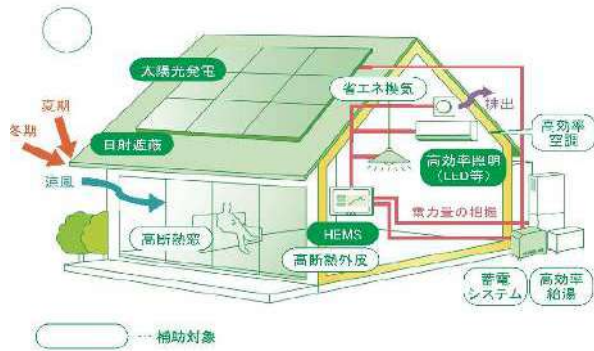 太陽光発電
省エネ換気
排出
夏期
冬期
日射遮蔽
高効率
空調
高効率照明
(LED等)
涼風
電力量の把握
高断熱窓
HEMS
高断熱外皮
蓄電
システム
高効率
給湯
… 補助対象